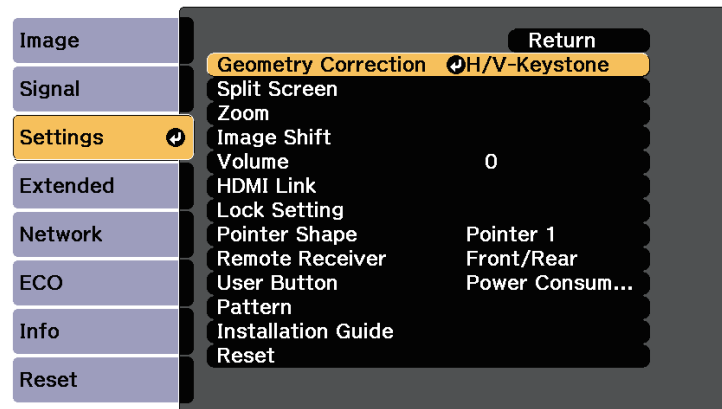 Image
Signal
Settings
Extended
Network
ECO
Info
Reset
Return
Geometry Correction H/V-Keystone
Split Screen
Zoom
Image Shift
Volume 0
HDMI Link
Lock Setting
Pointer Shape Pointer 1
Remote Receiver Front/Rear
User Button Power Consum...
Pattern
Installation Guide
Reset